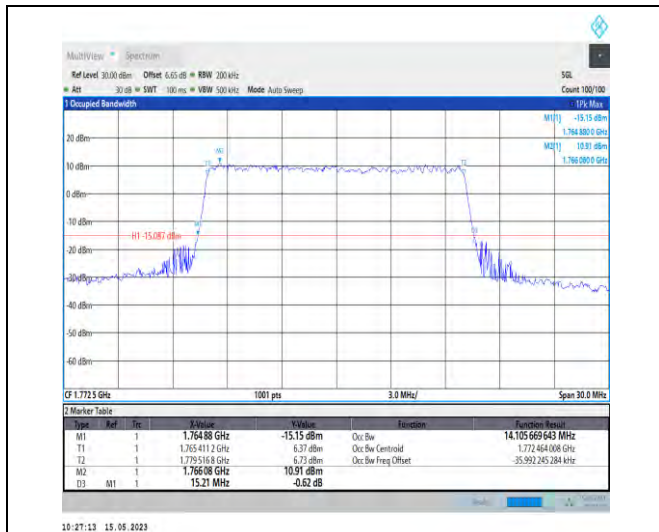 MultiView Spectrum
Ref Level 30.00 dBm Offset 6.65 dB RBW 200 kHz SGL
Att 30 dB SWT 100 ms VBW 500 kHz Mode Auto Sweep Count 100/100
1 Occupied Bandwidth 1Pk Max
M1[1] -15.15 dBm
1.764 880 0 GHz
M2[1] 10.91 dBm
1.766 080 0 GHz
20 dBm
M2
T1 T2
10 dBm
0 dBm
-10 dBm
M1
H1 -15.087 dBm
-20 dBm
-30 dBm
-40 dBm
-50 dBm
-60 dBm
CF 1.772 5 GHz 1001 pts 3.0 MHz/ Span 30.0 MHz
2 Marker Table
Type Ref Trc X-Value Y-Value Function Function Result
M1 1 1.764 88 GHz -15.15 dBm Occ Bw 14.105 669 643 MHz
T1 1 1.765 411 2 GHz 6.37 dBm Occ Bw Centroid 1.772 464 008 GHz
T2 1 1.779 516 8 GHz 6.73 dBm Occ Bw Freq Offset -35.992 245 284 kHz
M2 1 1.766 08 GHz 10.91 dBm
D3 M1 1 15.21 MHz -0.62 dB
10:27:13 15.05.2023